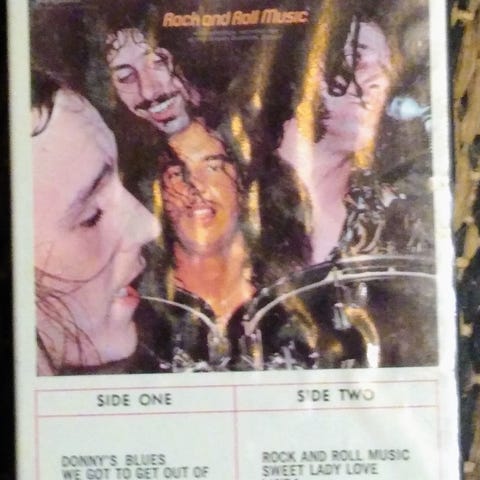 Rock and Roll Music
SIDE ONE
SIDE TWO
DONNY'S BLUES
WE GOT TO GET OUT OF
ROCK AND ROLL MUSIC
SWEET LADY LOVE